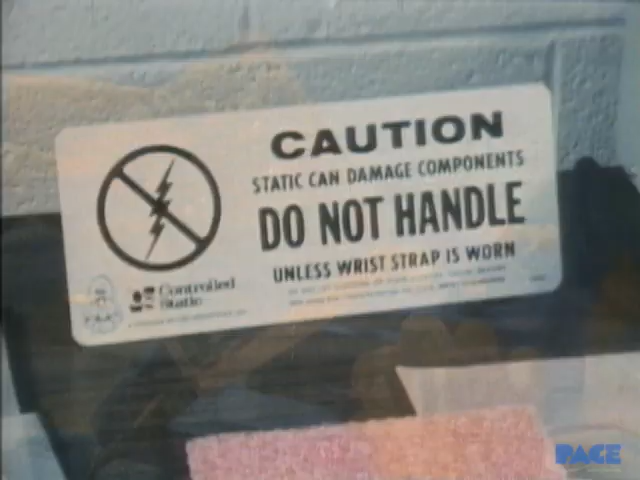 CAUTION
STATIC CAN DAMAGE COMPONENTS
DO NOT HANDLE
UNLESS WRIST STRAP IS WORN
Controlled
Static
PACE